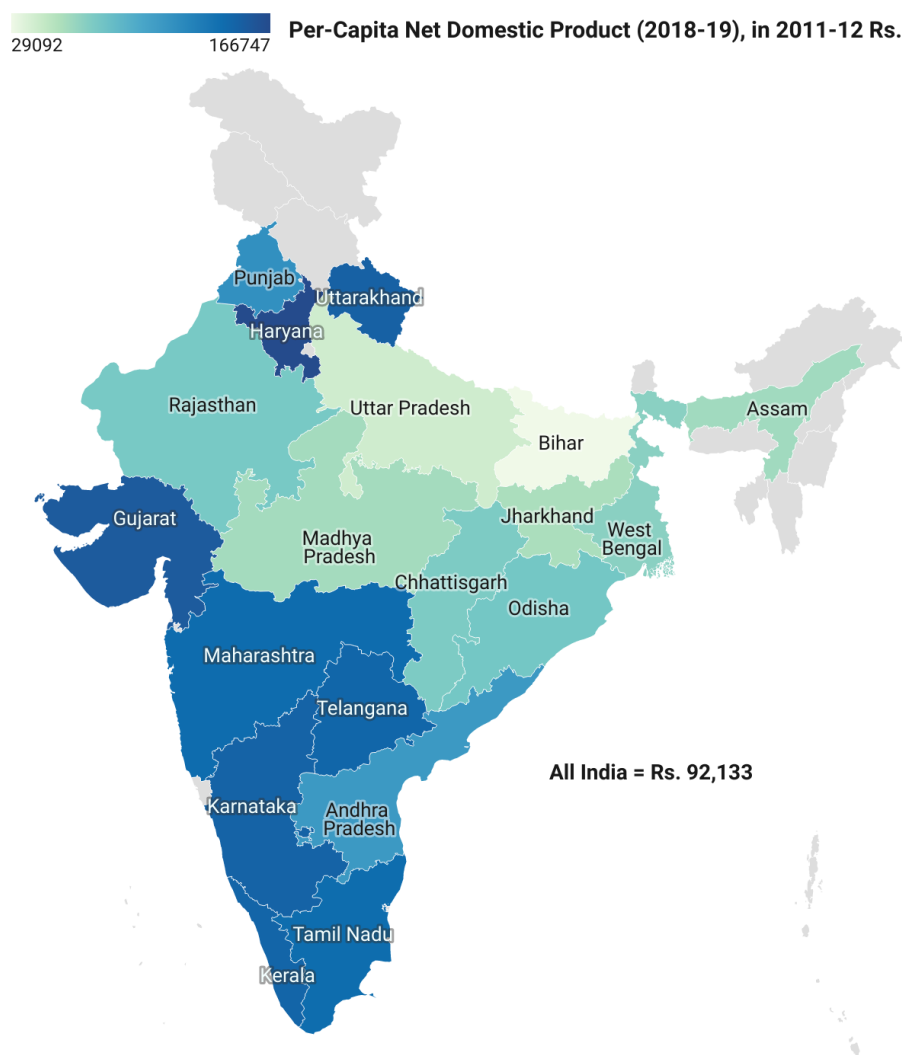 29092 166747
Per-Capita Net Domestic Product (2018-19), in 2011-12 Rs.
Punjab
Uttarakhand
Haryana
Rajasthan
Uttar Pradesh
Assam
Bihar
Gujarat
Jharkhand
West
Bengal
Madhya
Pradesh
Chhattisgarh
Odisha
Maharashtra
Telangana
All India = Rs. 92,133
Karnataka
Andhra
Pradesh
Tamil Nadu
Kerala